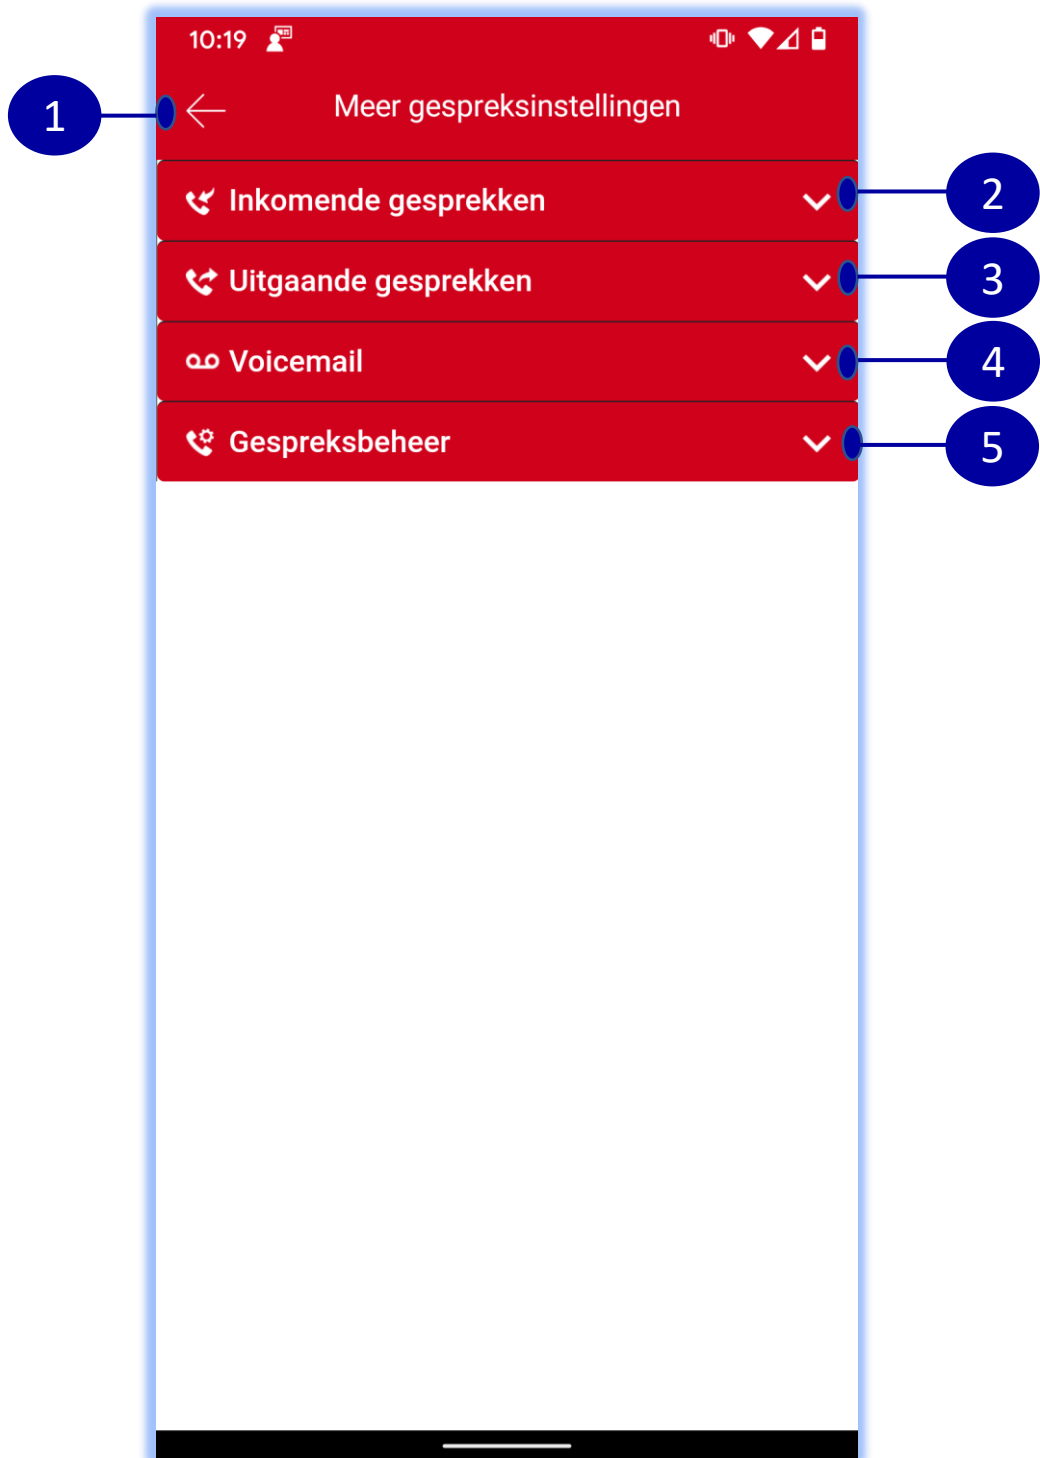 10:19
1
Meer gespreksinstellingen
Inkomende gesprekken
2
Uitgaande gesprekken
3
Voicemail
4
Gespreksbeheer
5